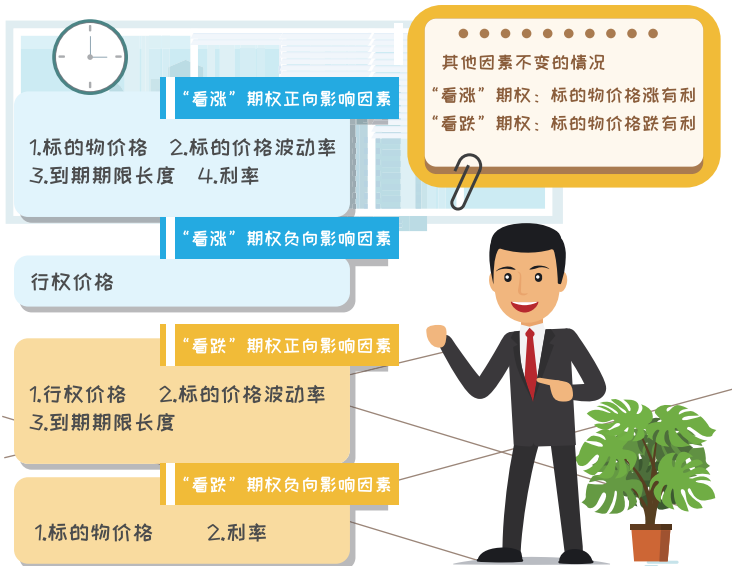 其他因素不变的情况
“看涨”期权：标的物价格涨有利
“看跌”期权：标的物价格跌有利
“看涨”期权正向影响因素
1.标的物价格 2.标的价格波动率
3.到期期限长度 4.利率
“看涨”期权负向影响因素
行权价格
“看跌”期权正向影响因素
1.行权价格 2.标的价格波动率
3.到期期限长度
“看跌”期权负向影响因素
1.标的物价格 2.利率